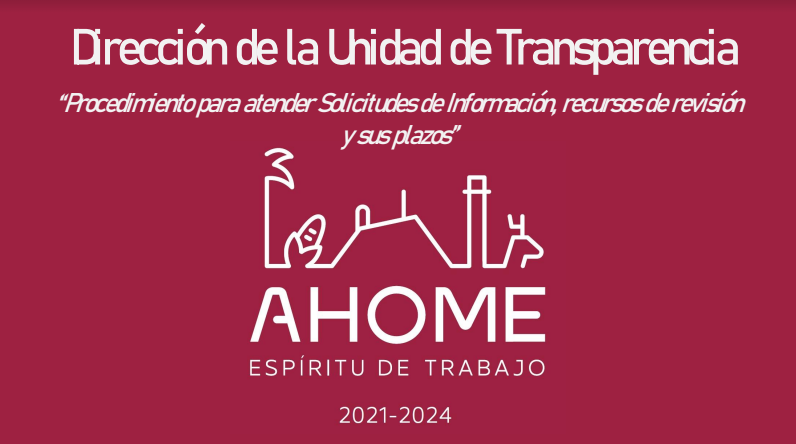 Dirección de la Unidad de Transparencia
“Procedimiento para atender Solicitudes de Información, recursos de revisión
y sus plazos”
AHOME
ESPÍRITU DE TRABAJO
2021-2024